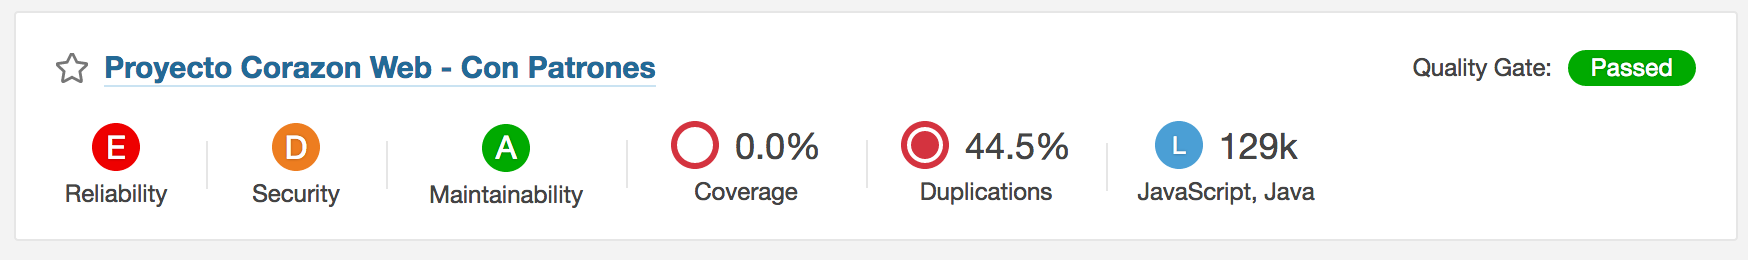 Proyecto Corazon Web - Con Patrones
Quality Gate: Passed
E D A 0.0% 44.5% L 129k
Reliability Security Maintainability Coverage Duplications JavaScript, Java